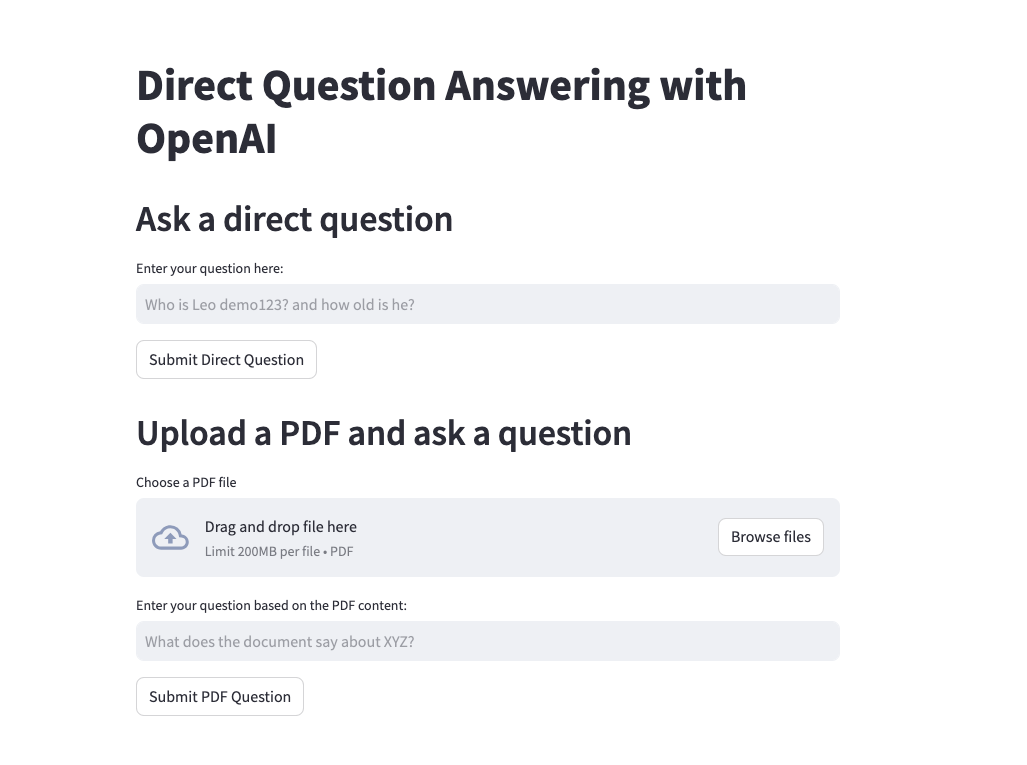 Direct Question Answering with
OpenAI
Ask a direct question
Enter your question here:
Who is Leo demo123? and how old is he?
Submit Direct Question
Upload a PDF and ask a question
Choose a PDF file
Drag and drop file here
Limit 200MB per file • PDF
Browse files
Enter your question based on the PDF content:
What does the document say about XYZ?
Submit PDF Question